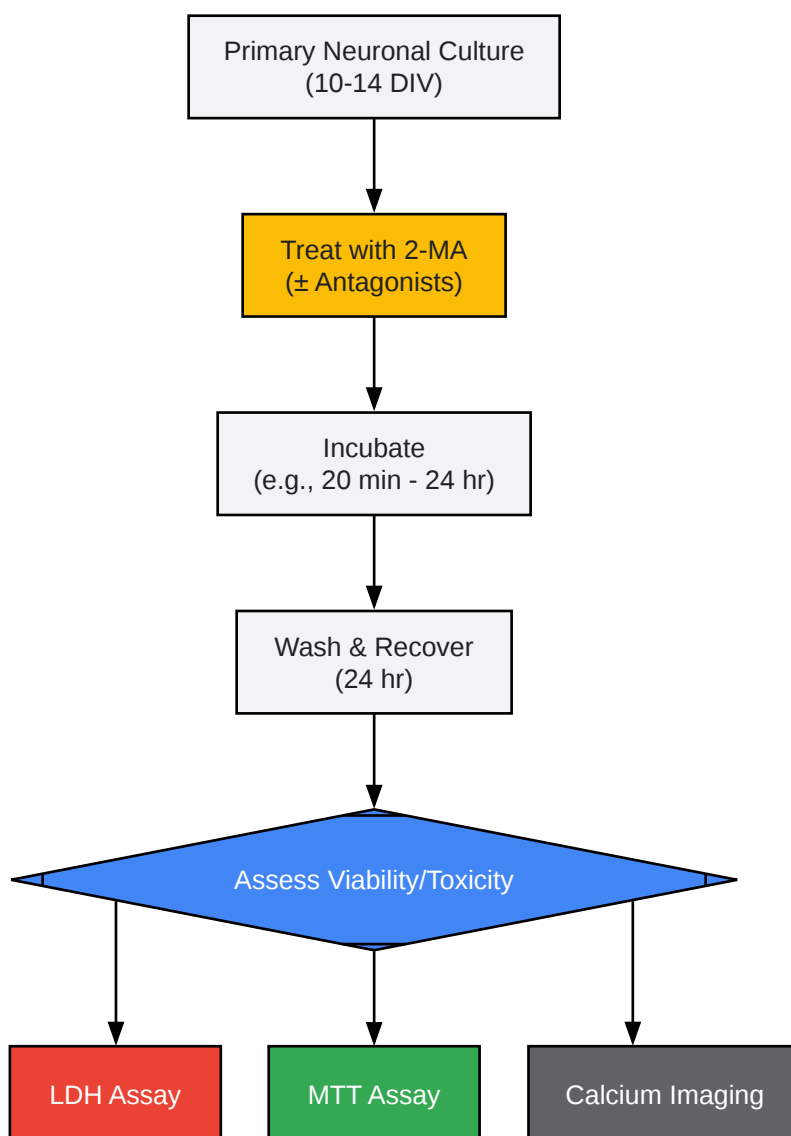 Primary Neuronal Culture
(10-14 DIV)
Treat with 2-MA
(± Antagonists)
Incubate
(e.g., 20 min - 24 hr)
Wash & Recover
(24 hr)
Assess Viability/Toxicity
LDH Assay
MTT Assay
Calcium Imaging